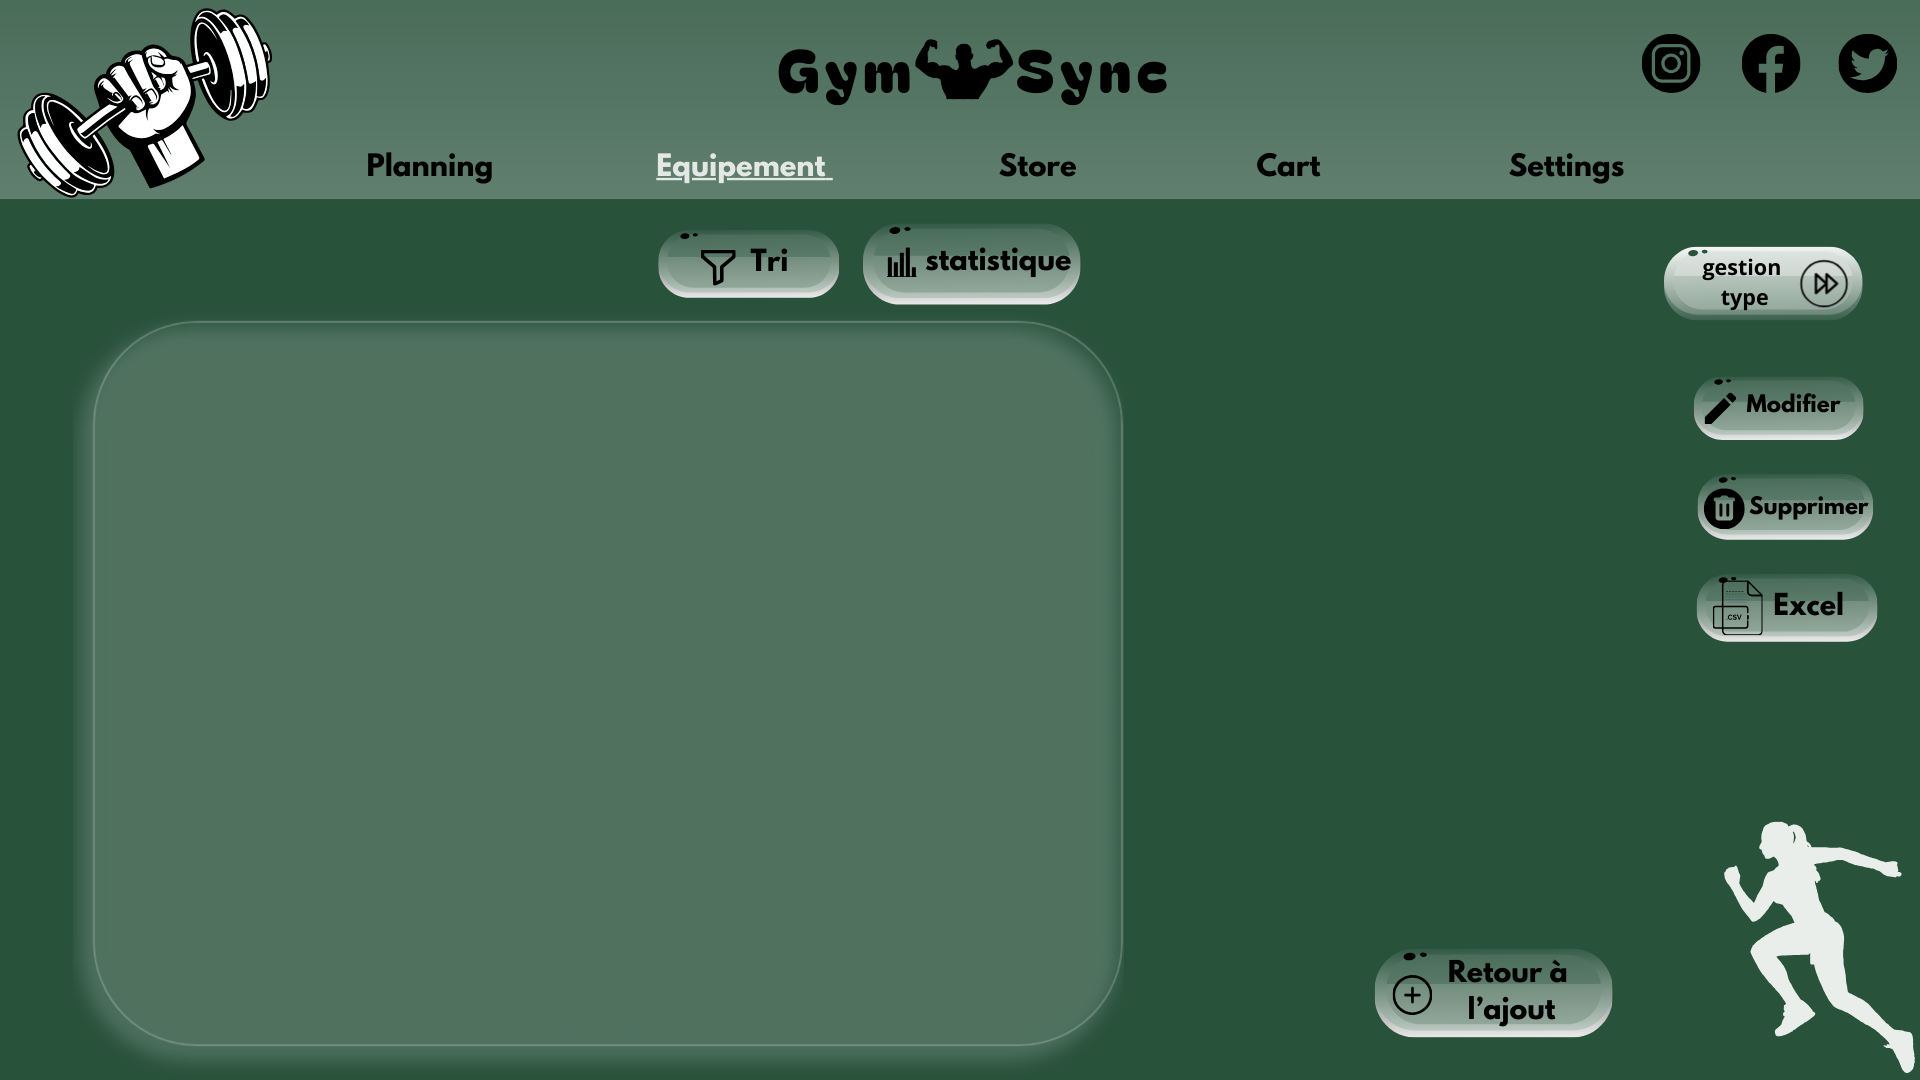 Gym Sync
Planning
Equipement
Store
Cart
Settings
Tri
statistique
gestion
type
Modifier
Supprimer
CSV
Excel
Retour à
l’ajout